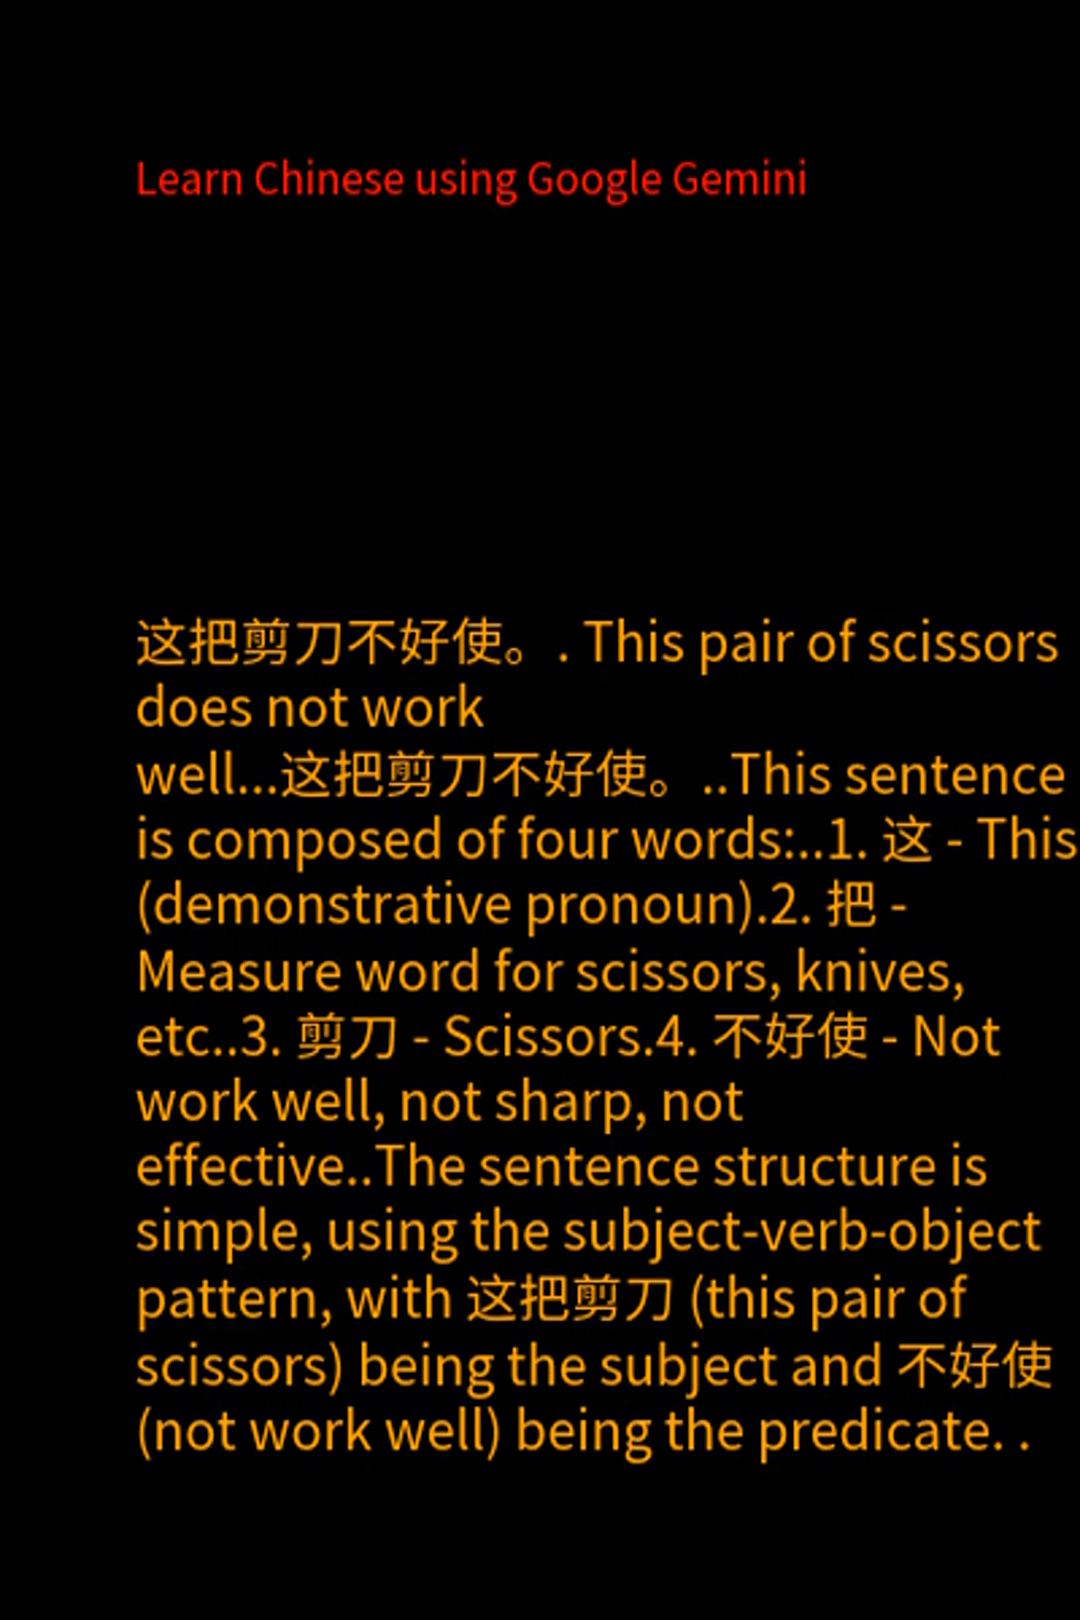 Learn Chinese using Google Gemini
这把剪刀不好使。. This pair of scissors
does not work
well...这把剪刀不好使。..This sentence
is composed of four words:..1. 这 - This
(demonstrative pronoun).2. 把 -
Measure word for scissors, knives,
etc..3. 剪刀 - Scissors.4. 不好使 - Not
work well, not sharp, not
effective..The sentence structure is
simple, using the subject-verb-object
pattern, with 这把剪刀 (this pair of
scissors) being the subject and 不好使
(not work well) being the predicate. .